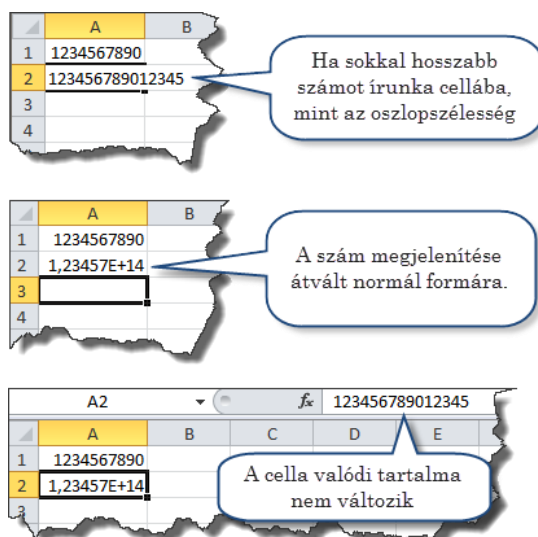 A B
1 1234567890
2 123456789012345
3
4
Ha sokkal hosszabb
számot írunka cellába,
mint az oszlopszélesség
A B
1 1234567890
2 1,23457E+14
3
4
A szám megjelenítése
átvált normál formára.
A2 fx 123456789012345
A B C D E
1 1234567890
2 1,23457E+14
3
A cella valódi tartalma
nem változik